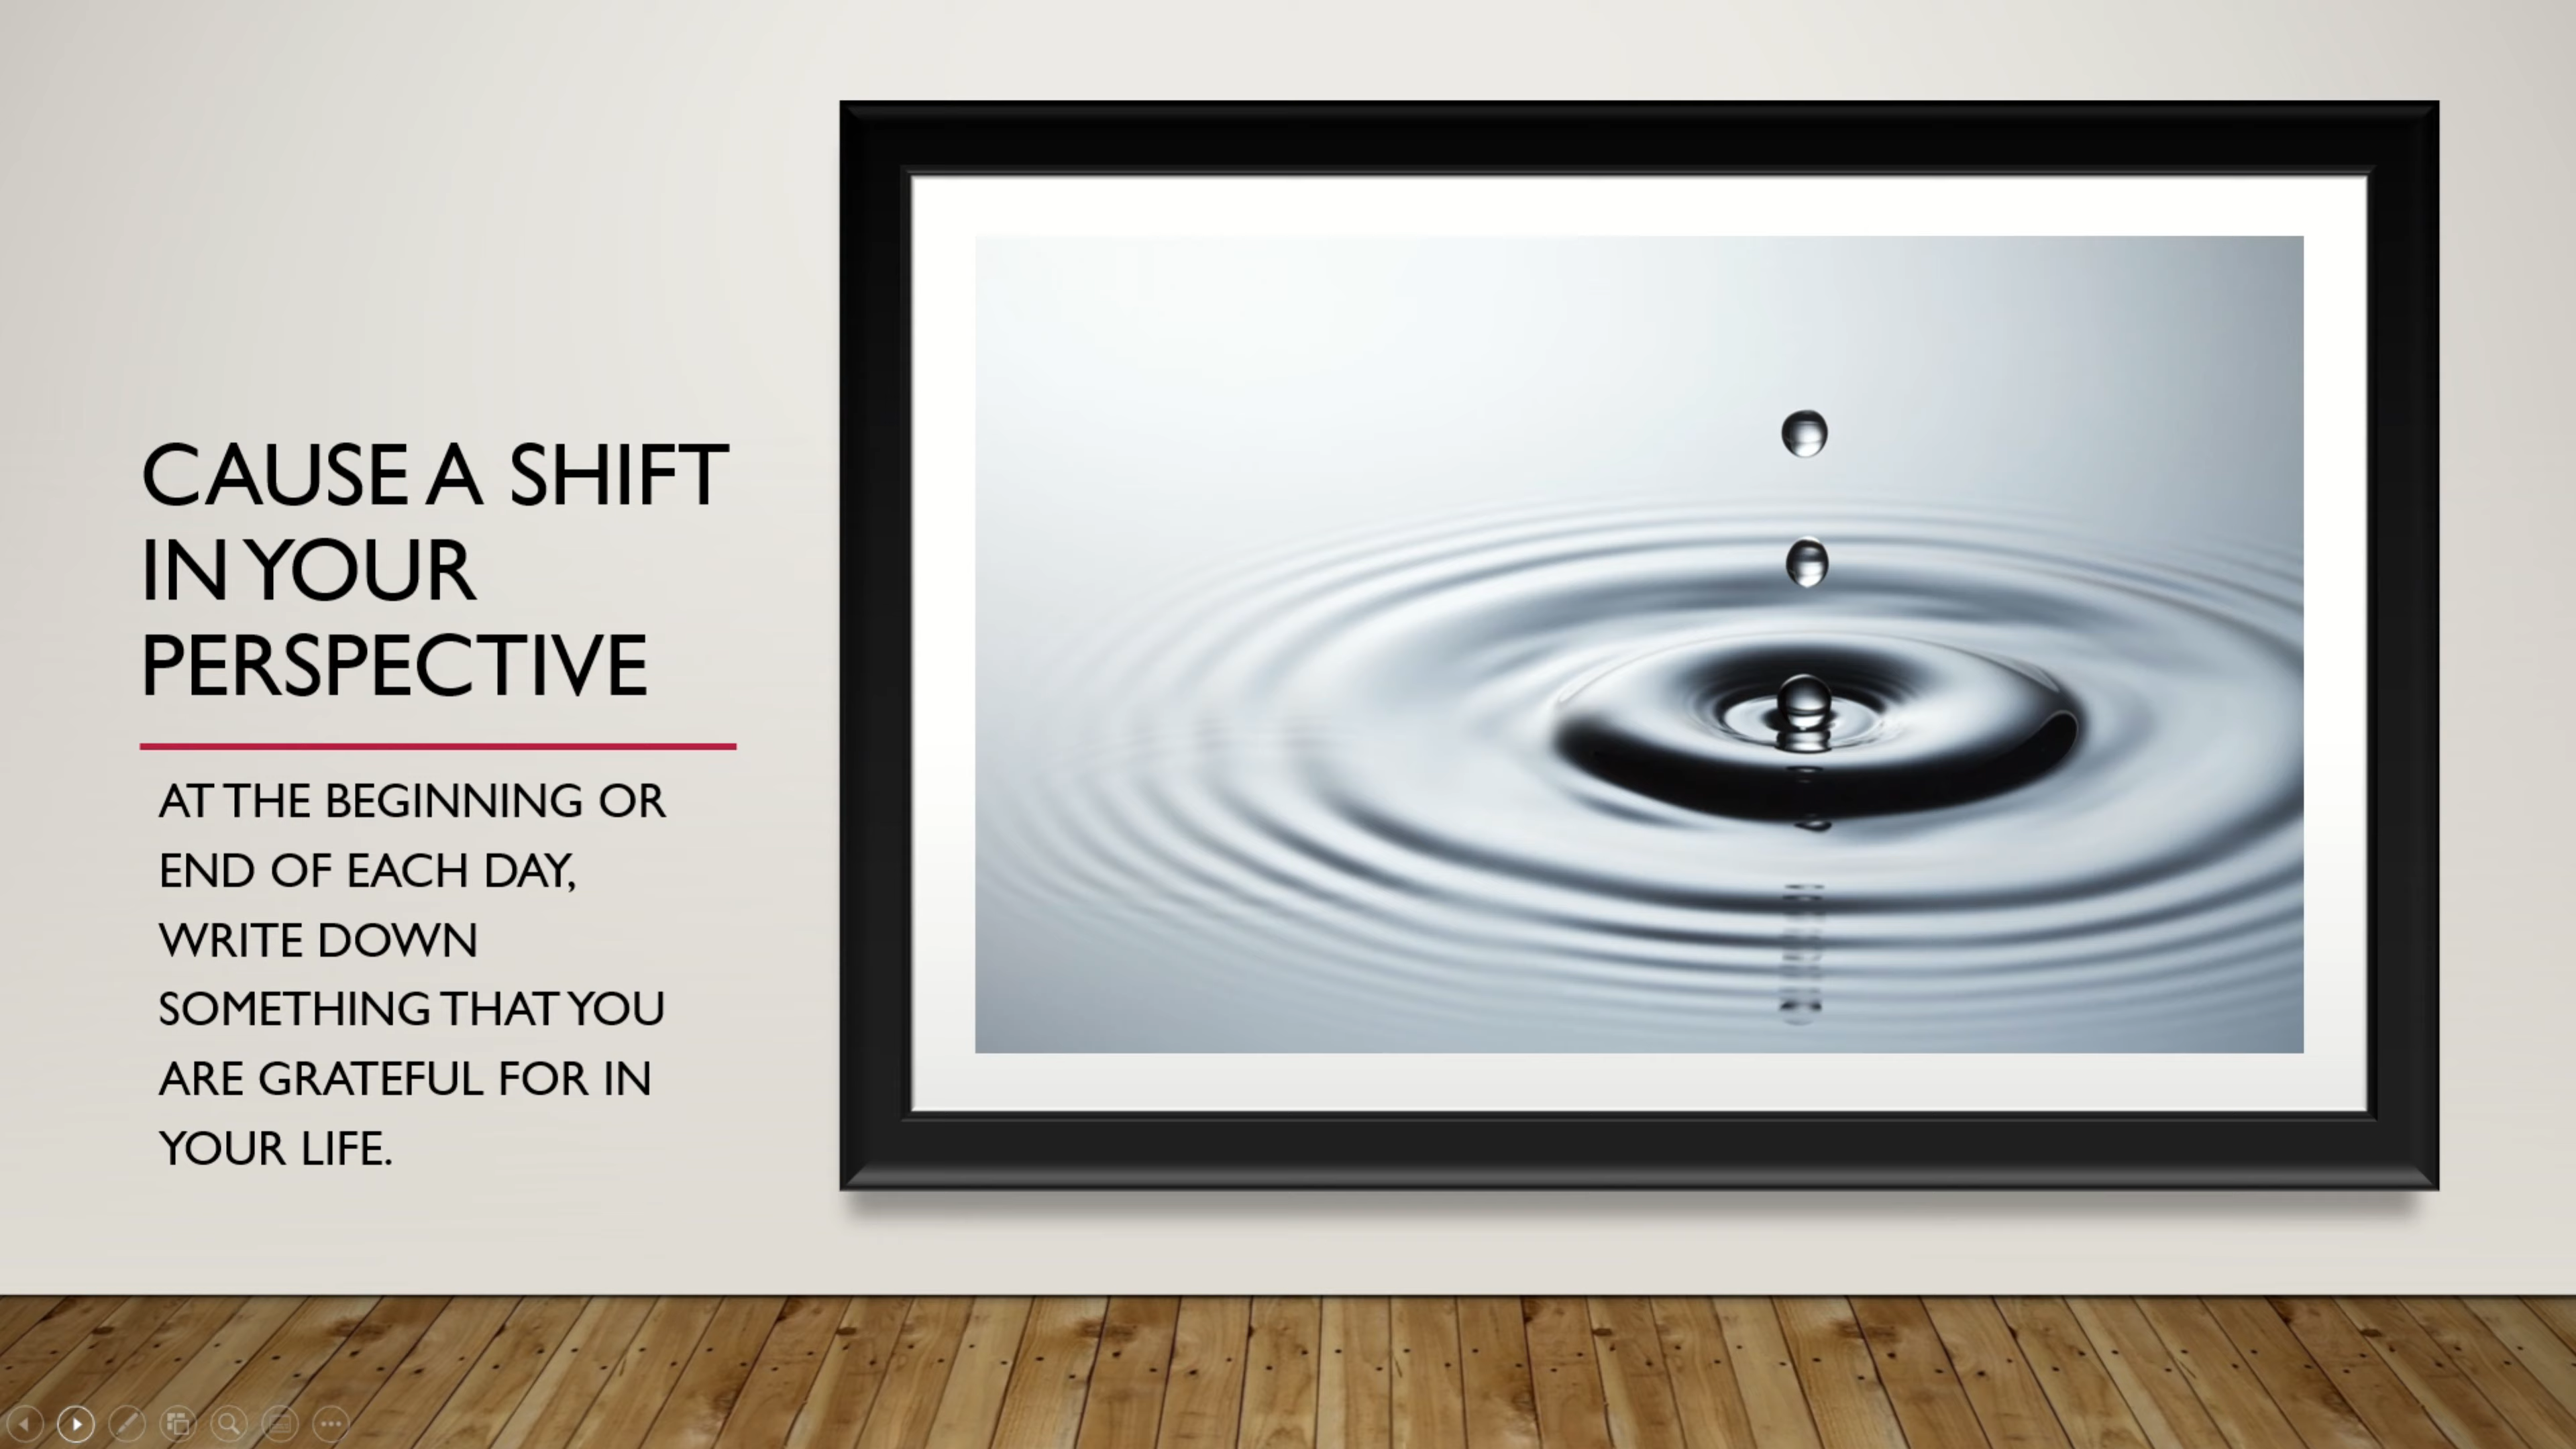 CAUSE A SHIFT
IN YOUR
PERSPECTIVE
AT THE BEGINNING OR
END OF EACH DAY,
WRITE DOWN
SOMETHING THAT YOU
ARE GRATEFUL FOR IN
YOUR LIFE.